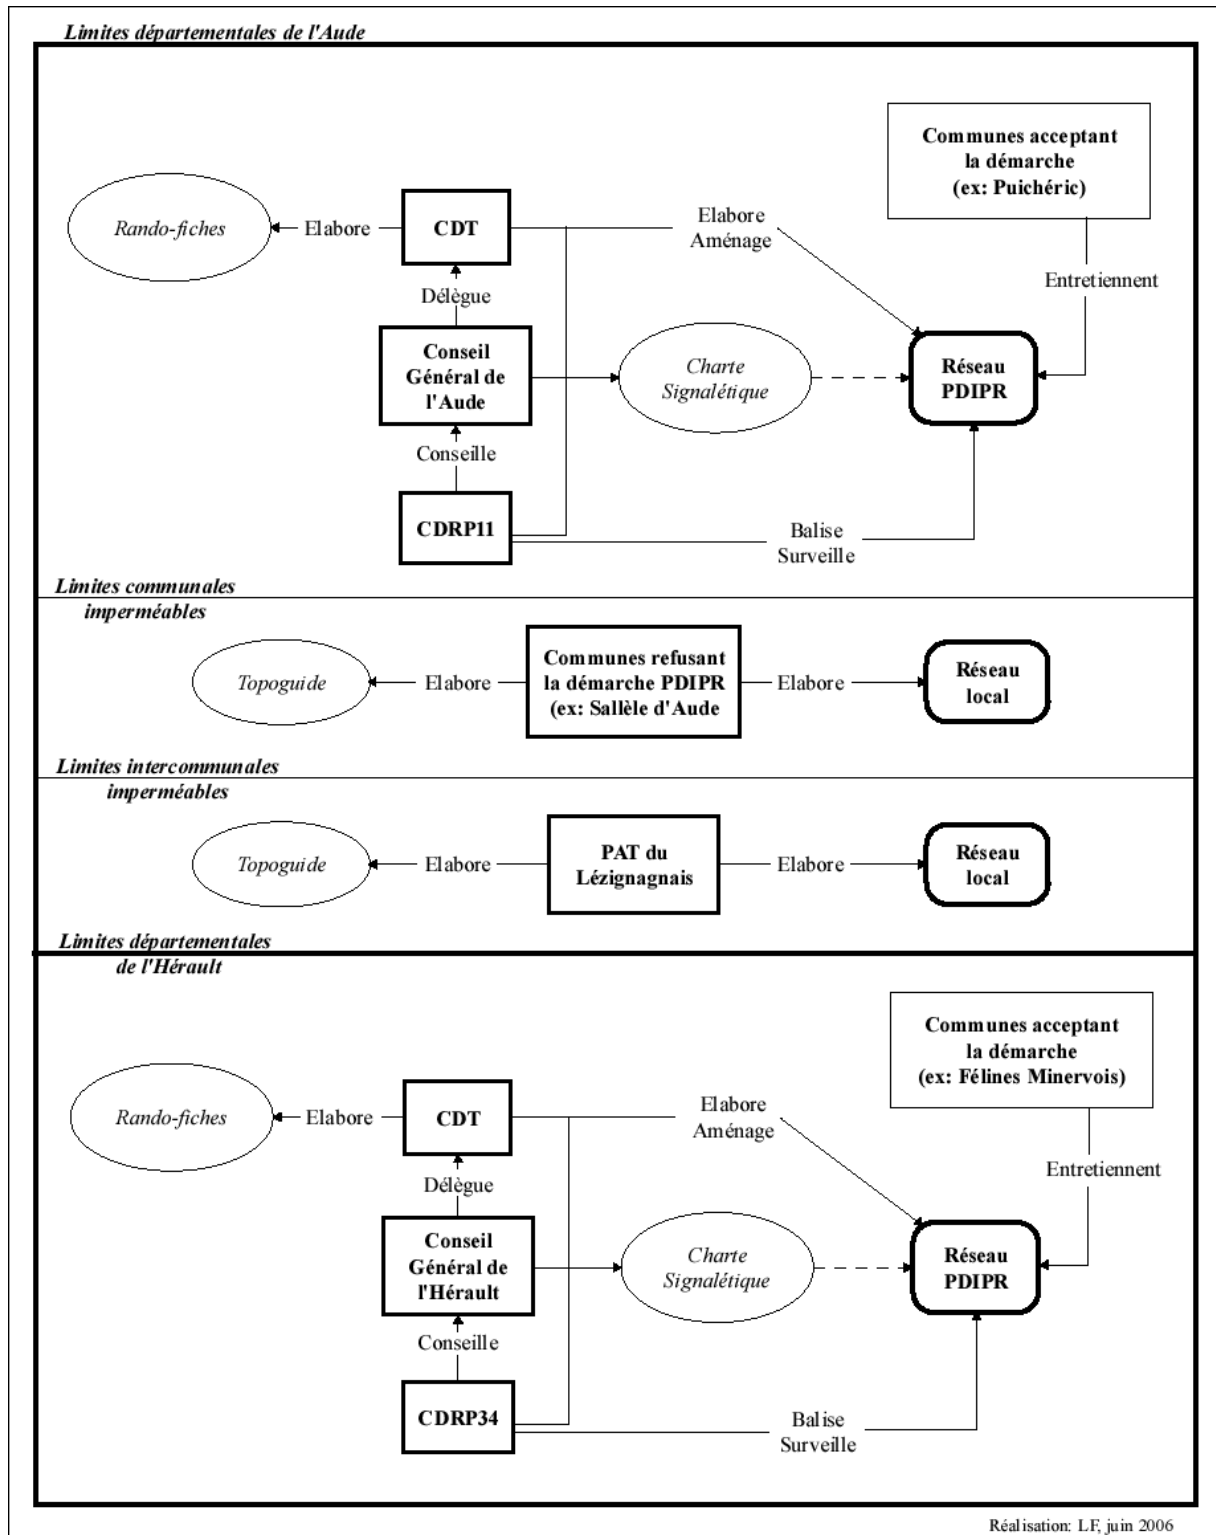 Limites départementales de l'Aude
Communes acceptant
la démarche
(ex: Puichéric)
Rando-fiches
Elabore
CDT
Elabore
Aménage
Entretiennent
Délègue
Conseil
Général de
l'Aude
Charte
Signalétique
Réseau
PDIPR
Conseille
CDRP11
Balise
Surveille
Limites communales
imperméables
Topoguide
Elabore
Communes refusant
la démarche PDIPR
(ex: Sallèle d'Aude
Elabore
Réseau
local
Limites intercommunales
imperméables
Topoguide
Elabore
PAT du
Lézignagnais
Elabore
Réseau
local
Limites départementales
de l'Hérault
Communes acceptant
la démarche
(ex: Félines Minervois)
Rando-fiches
Elabore
CDT
Elabore
Aménage
Entretiennent
Délègue
Conseil
Général de
l'Hérault
Charte
Signalétique
Réseau
PDIPR
Conseille
CDRP34
Balise
Surveille
Réalisation: LF, juin 2006